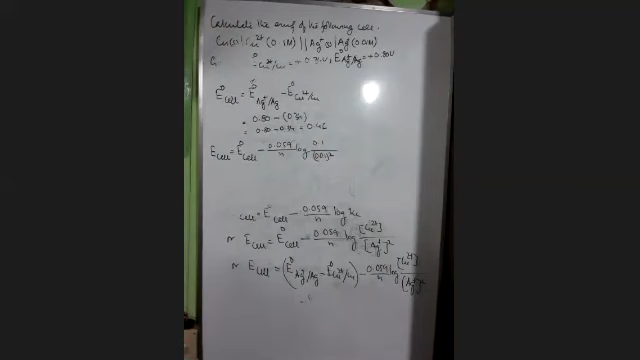 Calculate the emf of the following cell.
Cu(s) | Cu²⁺ (0.1M) || Ag⁺(s) | Ag (0.01M)
G E°Cu²⁺/Cu = +0.34V, E°Ag⁺/Ag = +0.80V
E°cell = E°Ag⁺/Ag - E°Cu²⁺/Cu
= 0.80 - (0.34)
= 0.80 - 0.34 = 0.46
Ecell = E°cell - 0.059/n log 0.1/(0.01)²
cell = E°cell - 0.059/n log
or Ecell = E°cell - 0.059/n log [Cu²⁺]/[Ag⁺]²
or Ecell = (E°Ag⁺/Ag - E°Cu²⁺/Cu) - 0.059/n log [Cu²⁺]/[Ag⁺]²